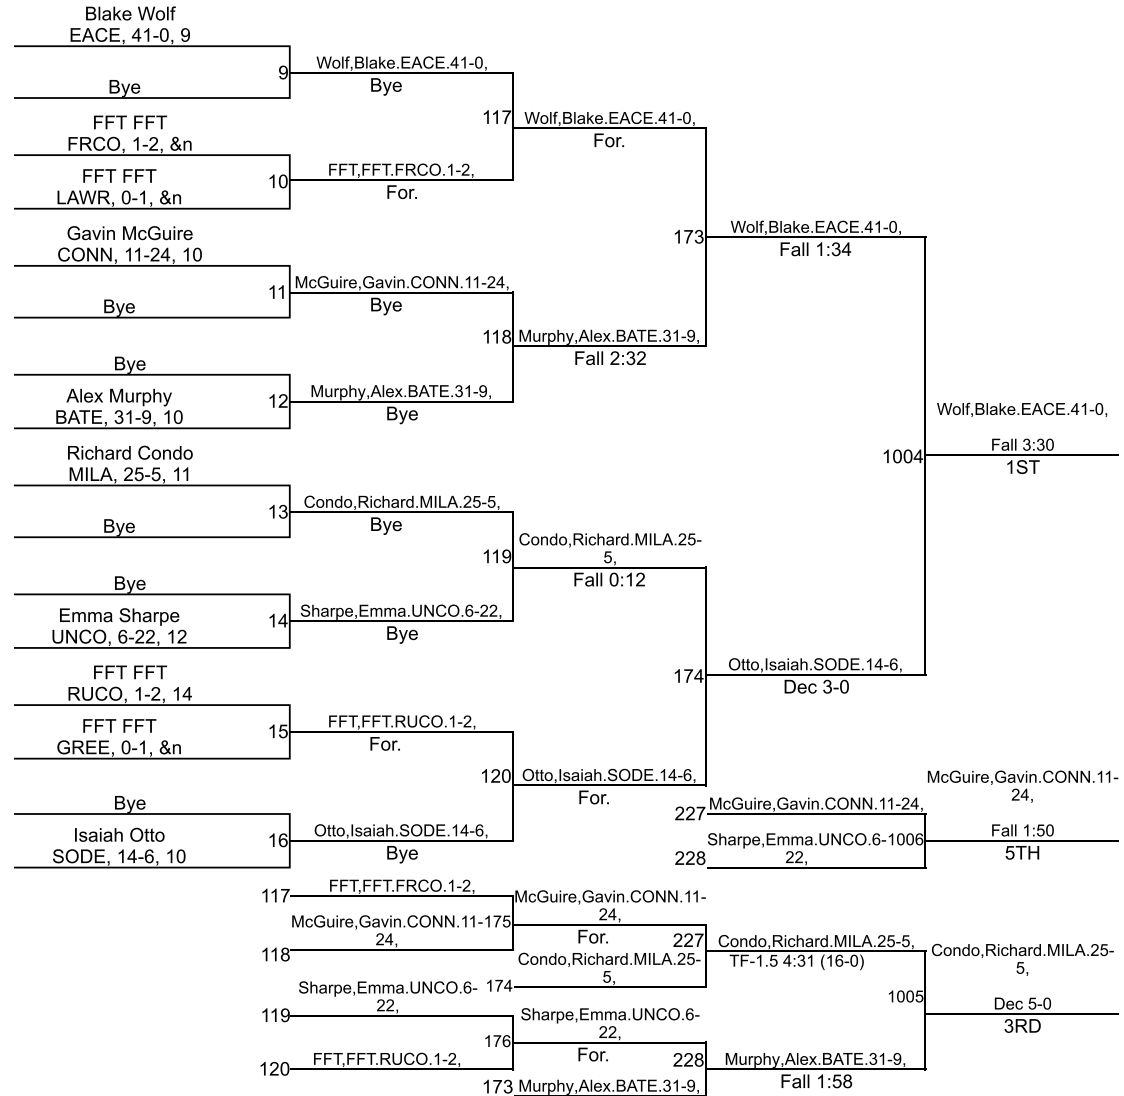 Blake Wolf
EACE, 41-0, 9
Bye
9
Wolf,Blake.EACE.41-0,
Bye
FFT FFT
FRCO, 1-2, &n
FFT FFT
LAWR, 0-1, &n
10
FFT,FFT.FRCO.1-2,
For.
117
Wolf,Blake.EACE.41-0,
For.
Gavin McGuire
CONN, 11-24, 10
Bye
11
McGuire,Gavin.CONN.11-24,
Bye
Bye
Alex Murphy
BATE, 31-9, 10
12
Murphy,Alex.BATE.31-9,
Bye
118
Murphy,Alex.BATE.31-9,
Fall 2:32
173
Wolf,Blake.EACE.41-0,
Fall 1:34
Richard Condo
MILA, 25-5, 11
Bye
13
Condo,Richard.MILA.25-5,
Bye
Bye
Emma Sharpe
UNCO, 6-22, 12
14
Sharpe,Emma.UNCO.6-22,
Bye
119
Condo,Richard.MILA.25-
5,
Fall 0:12
FFT FFT
RUCO, 1-2, 14
FFT FFT
GREE, 0-1, &n
15
FFT,FFT.RUCO.1-2,
For.
Bye
Isaiah Otto
SODE, 14-6, 10
16
Otto,Isaiah.SODE.14-6,
Bye
120
Otto,Isaiah.SODE.14-6,
For.
174
Otto,Isaiah.SODE.14-6,
Dec 3-0
1004
Wolf,Blake.EACE.41-0,
Fall 3:30
1ST
227
McGuire,Gavin.CONN.11-24,
228
Sharpe,Emma.UNCO.6-
22,
1006
McGuire,Gavin.CONN.11-
24,
Fall 1:50
5TH
117
FFT,FFT.FRCO.1-2,
118
McGuire,Gavin.CONN.11-
24,
175
McGuire,Gavin.CONN.11-
24,
For.
174
Condo,Richard.MILA.25-
5,
227
Condo,Richard.MILA.25-5,
TF-1.5 4:31 (16-0)
119
Sharpe,Emma.UNCO.6-
22,
120
FFT,FFT.RUCO.1-2,
176
Sharpe,Emma.UNCO.6-
22,
For.
173
Murphy,Alex.BATE.31-9,
228
Murphy,Alex.BATE.31-9,
Fall 1:58
1005
Condo,Richard.MILA.25-
5,
Dec 5-0
3RD